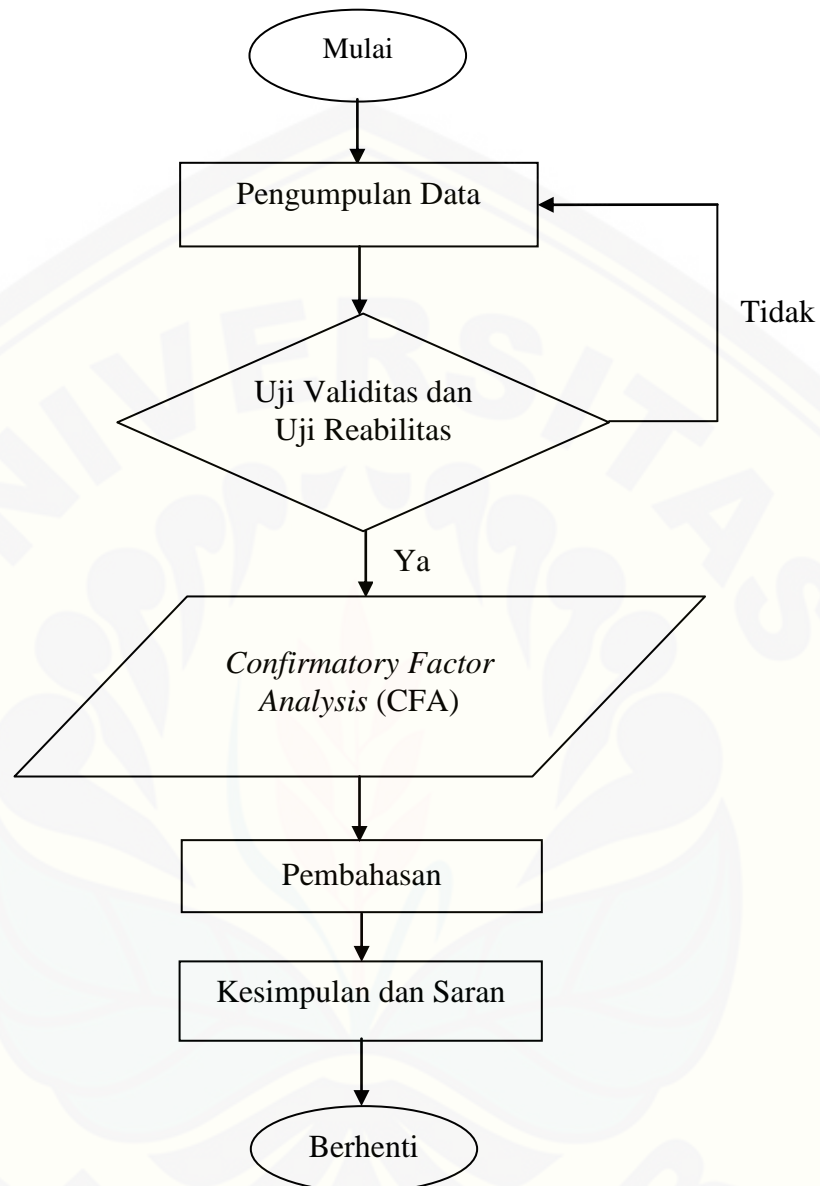 Mulai
Pengumpulan Data
Tidak
Uji Validitas dan
Uji Reabilitas
Ya
Confirmatory Factor
Analysis (CFA)
Pembahasan
Kesimpulan dan Saran
Berhenti
UNIVERSITAS